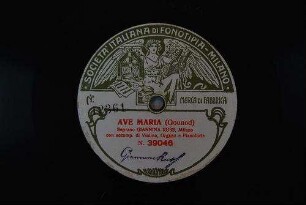 SOCIETÀ ITALIANA DI FONOTIPIA - MILANO
MARCA DI FABBRICA
AVE MARIA (Gounod)
Soprano GIANNINA RUSS, Milano
con accomp. di Violino, Organo e Pianoforte
N. 39046
Giannina Russ